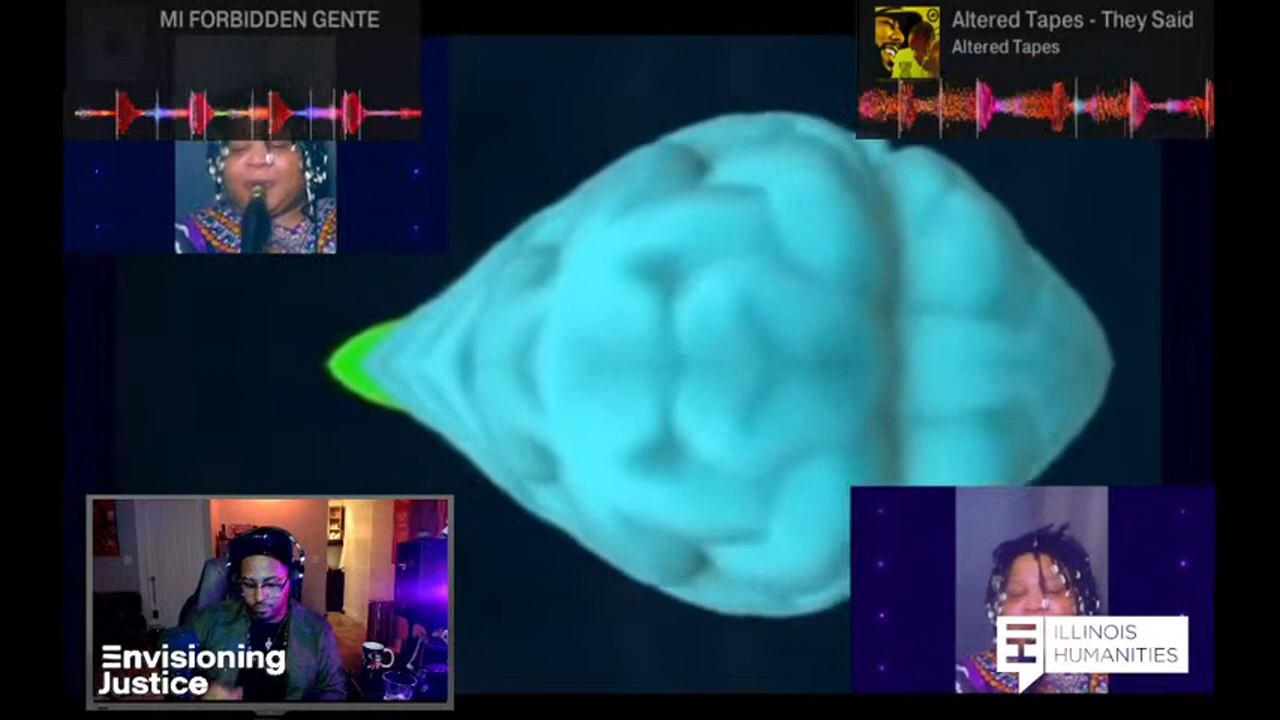 MI FORBIDDEN GENTE
Altered Tapes - They Said
Altered Tapes
Envisioning
Justice
ILLINOIS
HUMANITIES